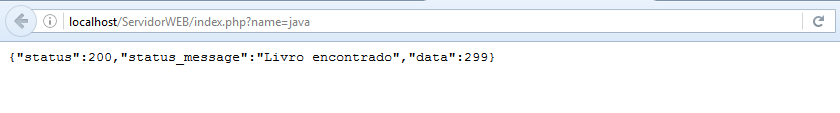 localhost/ServidorWEB/index.php?name=java
{"status":200,"status_message":"Livro encontrado","data":299}